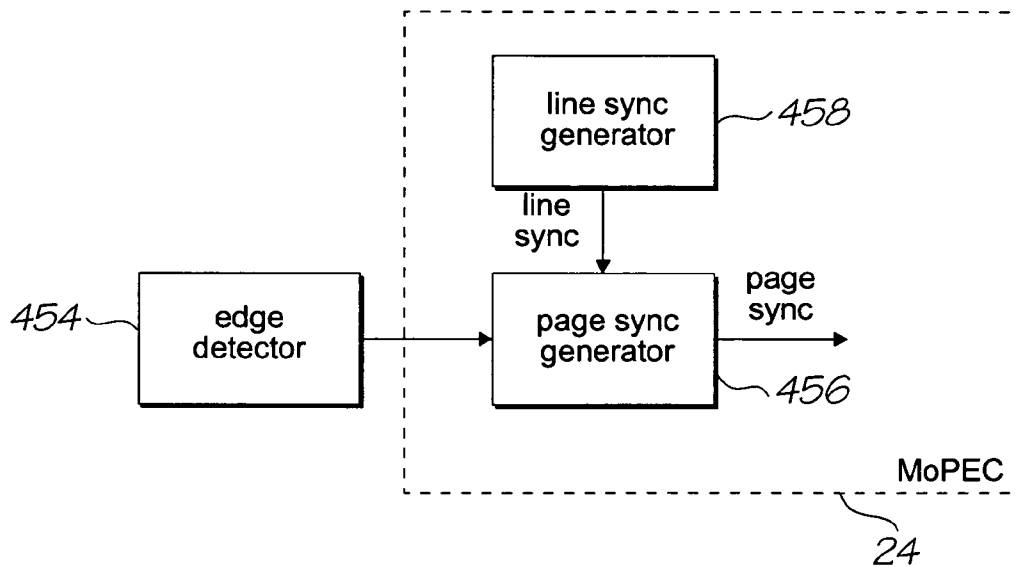 line sync
generator
458
line
sync
454
edge
detector
page sync
generator
page
sync
456
MoPEC
24